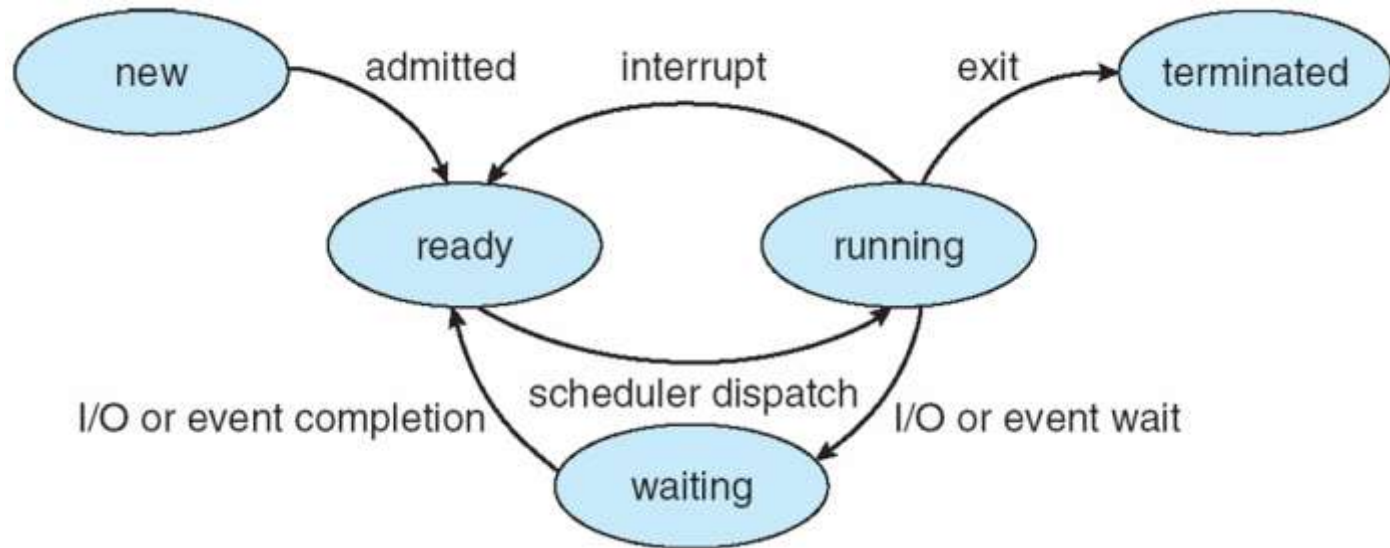 new
admitted
interrupt
exit
terminated
ready
running
scheduler dispatch
I/O or event completion
I/O or event wait
waiting